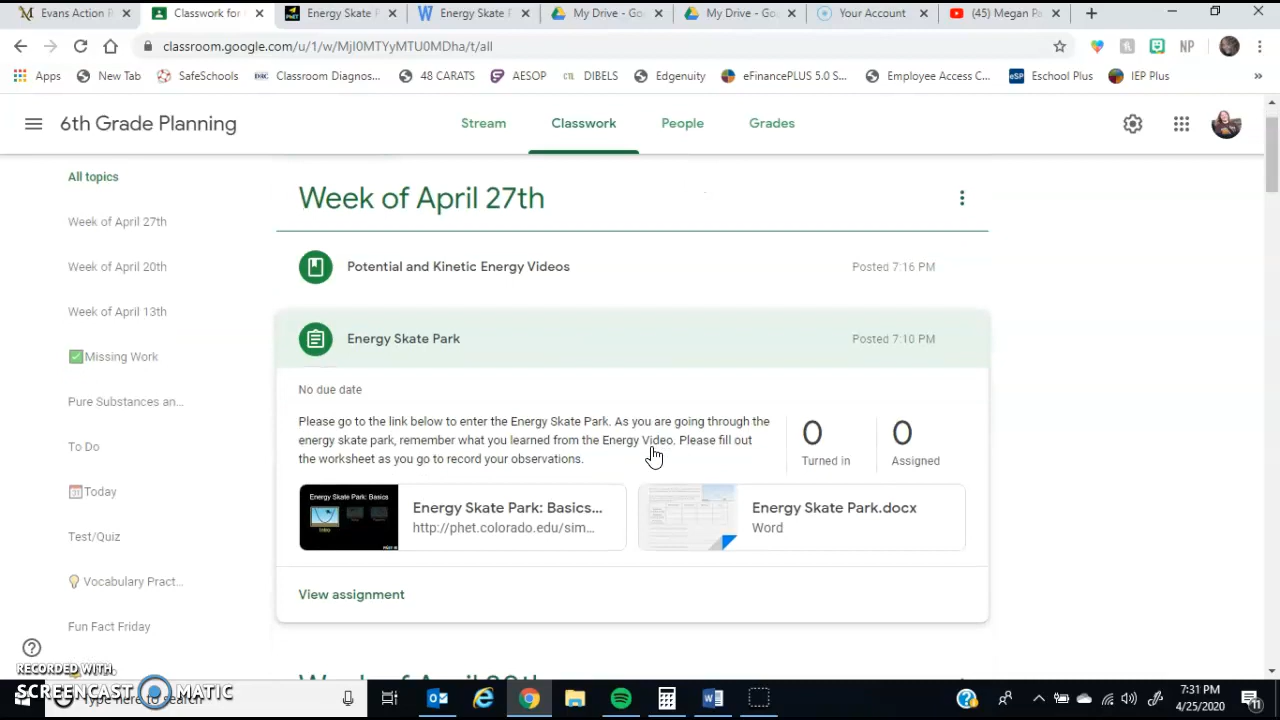 Evans Action P
Classroom for
Energy Skate P
Energy Skate P
My Drive - Go
My Drive - Go
Your Account
(45) Megan P
classroom.google.com/u/1/w/MjI0MTYyMTU0MDha/t/all
Apps
New Tab
SafeSchools
Classroom Diagnos...
48 CARATS
AESOP
DIBELS
Edgenuity
eFinancePLUS 5.0 S...
Employee Access C...
eSP Eschool Plus
IEP Plus
»
NP
6th Grade Planning
Stream
Classwork
People
Grades
All topics
Week of April 27th
Week of April 20th
Week of April 13th
Missing Work
Pure Substances an...
To Do
Today
Test/Quiz
Vocabulary Pract...
Fun Fact Friday
Week of April 27th
Potential and Kinetic Energy Videos
Posted 7:16 PM
Energy Skate Park
Posted 7:10 PM
No due date
Please go to the link below to enter the Energy Skate Park. As you are going through the
energy skate park, remember what you learned from the Energy Video. Please fill out
the worksheet as you go to record your observations.
0
Turned in
0
Assigned
Energy Skate Park: Basics
Intro
Energy Skate Park: Basics...
http://phet.colorado.edu/sim...
Energy Skate Park.docx
Word
View assignment
RECORDED WITH
SCREENCAST MATIC
Type here to search
7:31 PM
4/25/2020
11